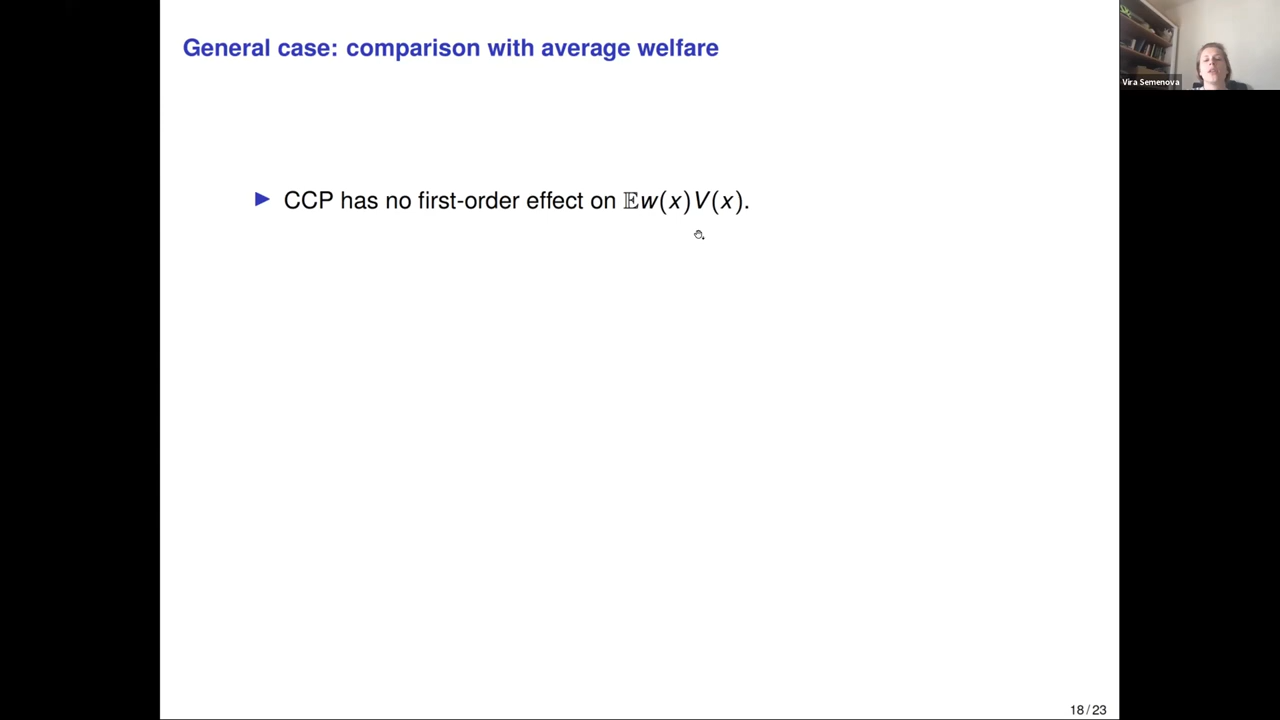 General case: comparison with average welfare
Vira Semenova
▶ CCP has no first-order effect on 𝔼w(x)V(x).
18 / 23